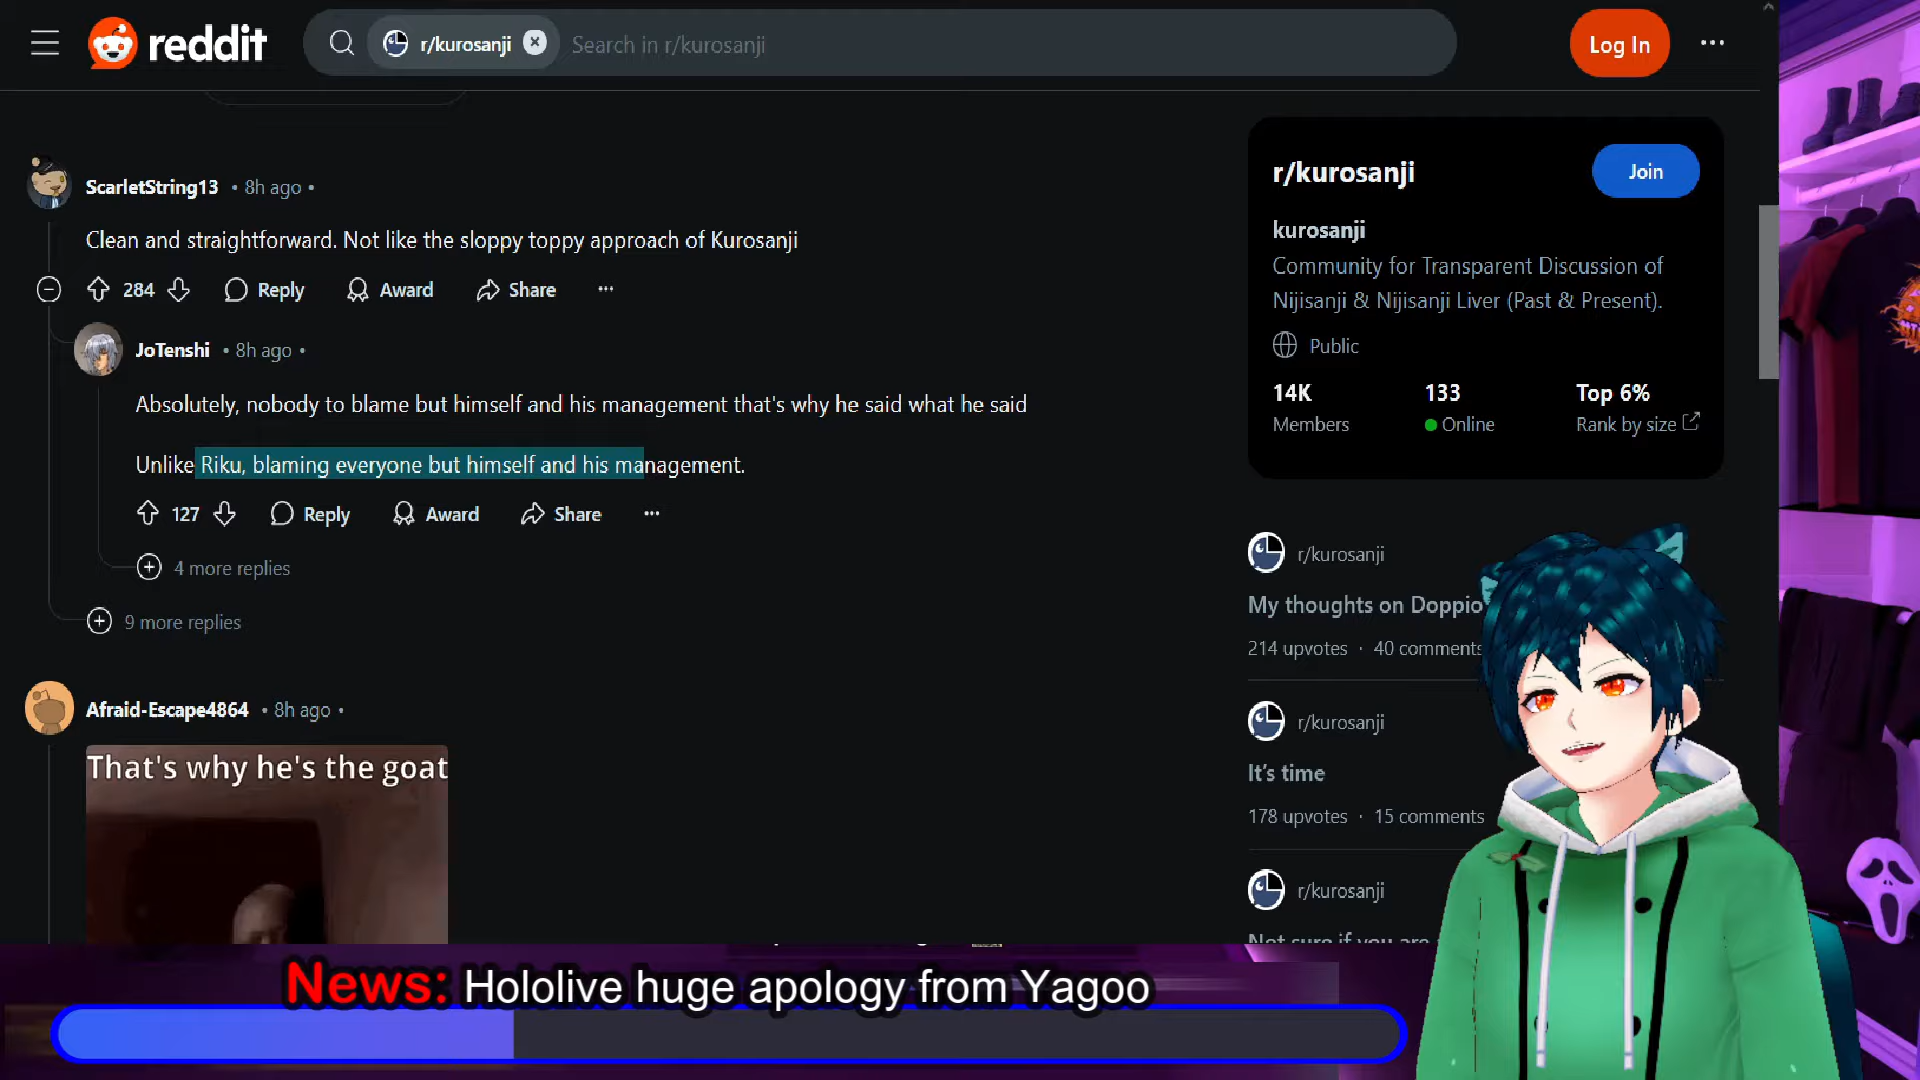 reddit
r/kurosanji
Search in r/kurosanji
Log In
ScarletString13 • 8h ago •
Clean and straightforward. Not like the sloppy toppy approach of Kurosanji
284 Reply Award Share
JoTenshi • 8h ago •
Absolutely, nobody to blame but himself and his management that's why he said what he said
Unlike Riku, blaming everyone but himself and his management.
127 Reply Award Share
4 more replies
9 more replies
Afraid-Escape4864 • 8h ago •
That's why he's the goat
r/kurosanji
Join
kurosanji
Community for Transparent Discussion of
Nijisanji & Nijisanji Liver (Past & Present).
Public
14K 133 Top 6%
Members Online Rank by size
r/kurosanji
My thoughts on Doppio
214 upvotes · 40 comments
r/kurosanji
It's time
178 upvotes · 15 comments
r/kurosanji
Not sure if you are
News: Hololive huge apology from Yagoo